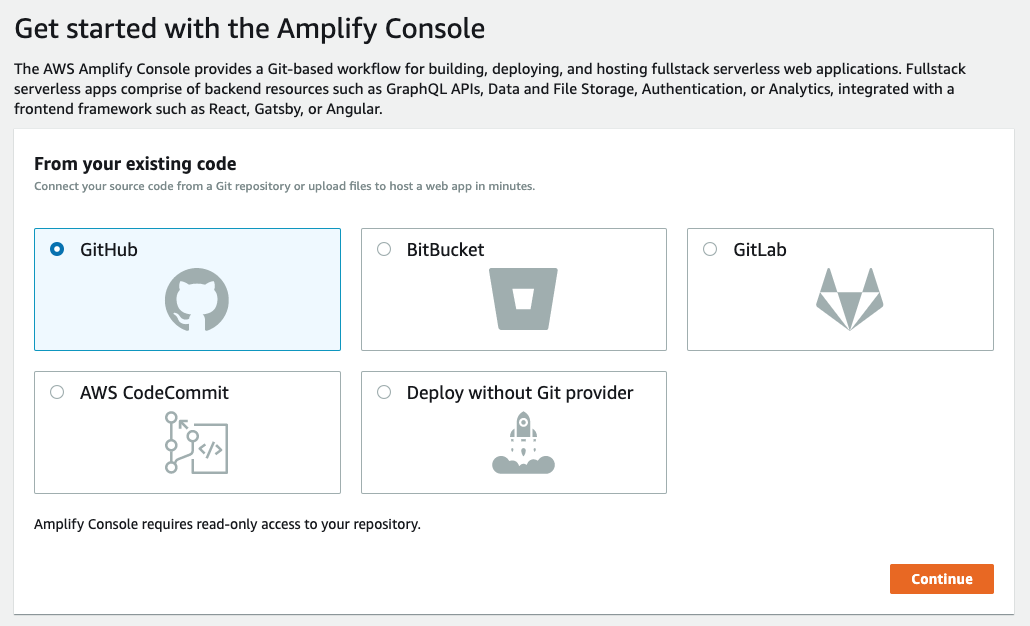 Get started with the Amplify Console
The AWS Amplify Console provides a Git-based workflow for building, deploying, and hosting fullstack serverless web applications. Fullstack
serverless apps comprise of backend resources such as GraphQL APIs, Data and File Storage, Authentication, or Analytics, integrated with a
frontend framework such as React, Gatsby, or Angular.
From your existing code
Connect your source code from a Git repository or upload files to host a web app in minutes.
GitHub
BitBucket
GitLab
AWS CodeCommit
Deploy without Git provider
</>
Amplify Console requires read-only access to your repository.
Continue